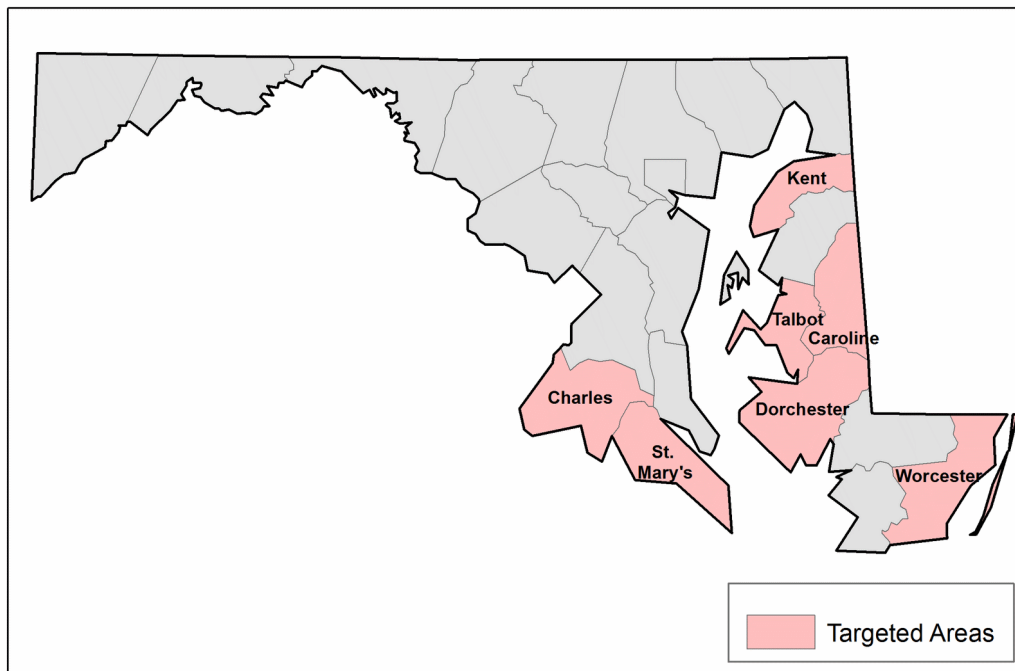 Kent
Talbot
Caroline
Charles
Dorchester
St.
Mary's
Worcester
Targeted Areas